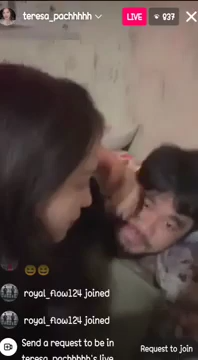 teresa_pachhhhh
LIVE
937
royal_flow124 joined
royal_flow124 joined
Send a request to be in
teresa_pachhhhh's live
Request to join